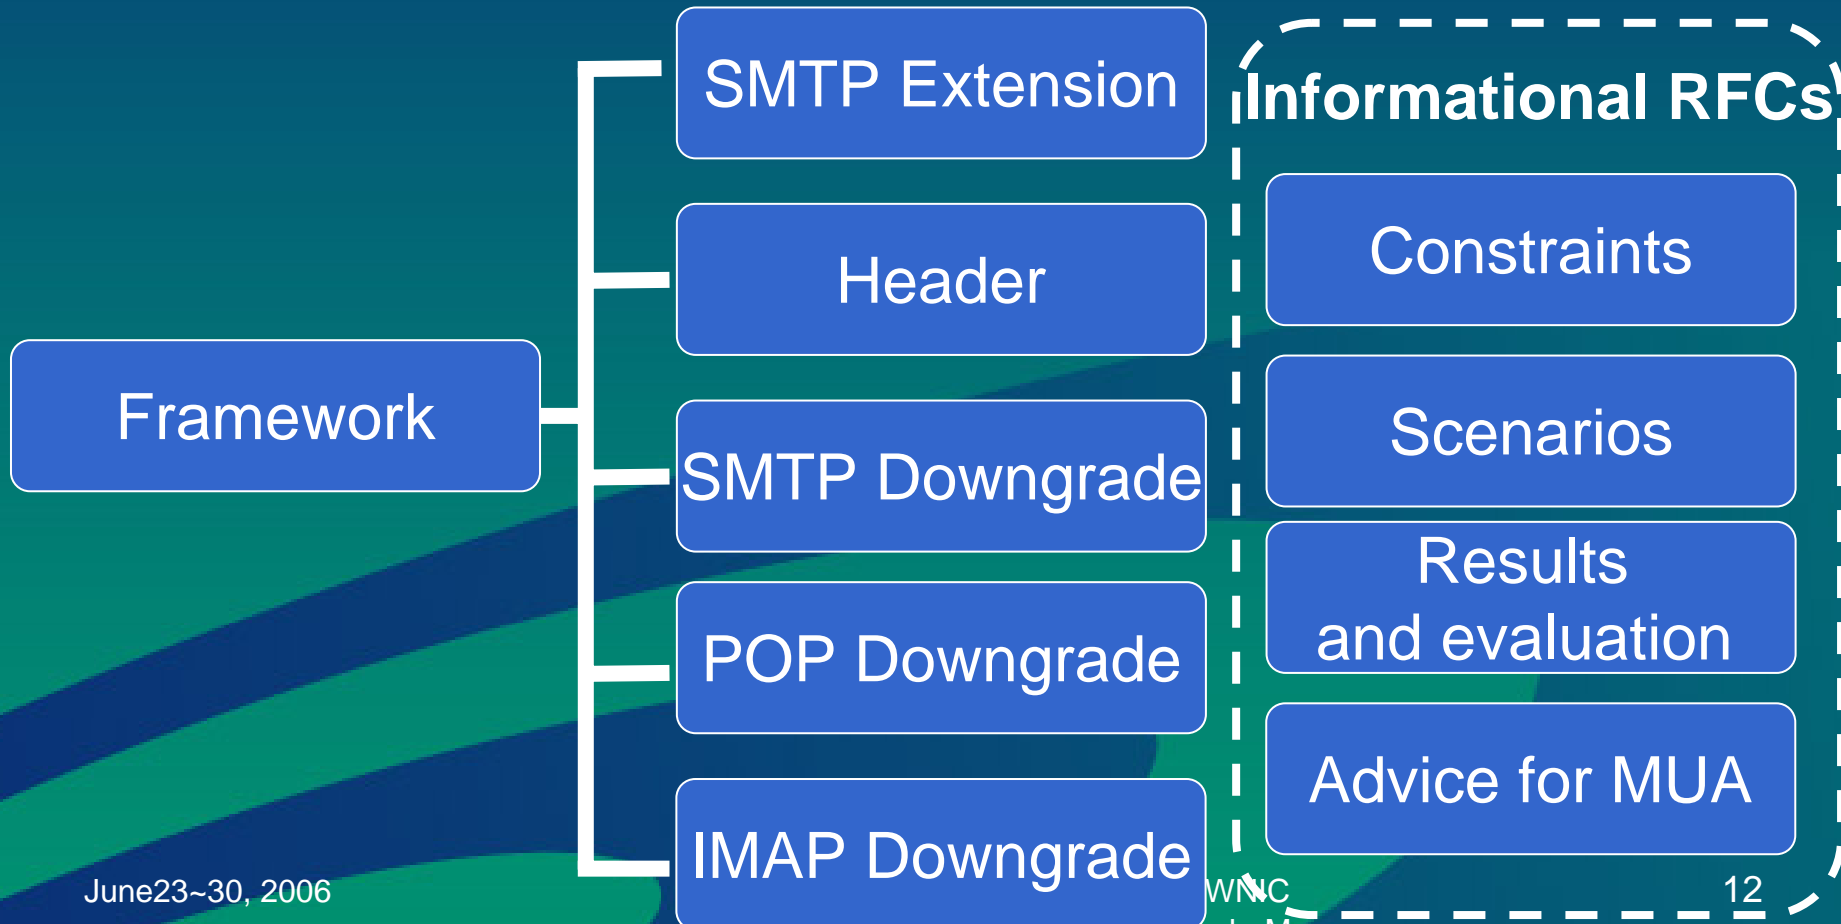 SMTP Extension
Header
Framework
SMTP Downgrade
POP Downgrade
IMAP Downgrade
Informational RFCs
Constraints
Scenarios
Results
and evaluation
Advice for MUA
June23~30, 2006
12